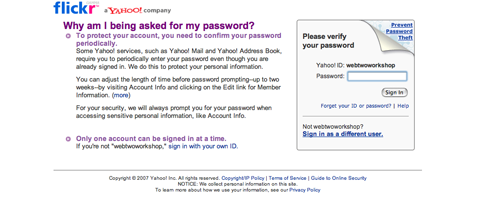 flickr
a YAHOO! company
Why am I being asked for my password?
To protect your account, you need to confirm your password
periodically.
Some Yahoo! services, such as Yahoo! Mail and Yahoo! Address Book,
require you to periodically enter your password even though you are
already signed in. We do this to protect your personal information.
You can adjust the length of time before password prompting–up to two
weeks–by visiting Account Info and clicking on the Edit link for Member
Information. (more)
For your security, we will always prompt you for your password when
accessing sensitive personal information, like Account Info.
Only one account can be signed in at a time.
If you're not "webtwoworkshop," sign in with your own ID.
Prevent
Password
Theft
Please verify
your password
Yahoo! ID: webtwoworkshop
Password:
Sign In
Forget your ID or password? | Help
Not webtwoworkshop?
Sign in as a different user.
Copyright © 2007 Yahoo! Inc. All rights reserved. Copyright/IP Policy | Terms of Service | Guide to Online Security
NOTICE: We collect personal information on this site.
To learn more about how we use your information, see our Privacy Policy